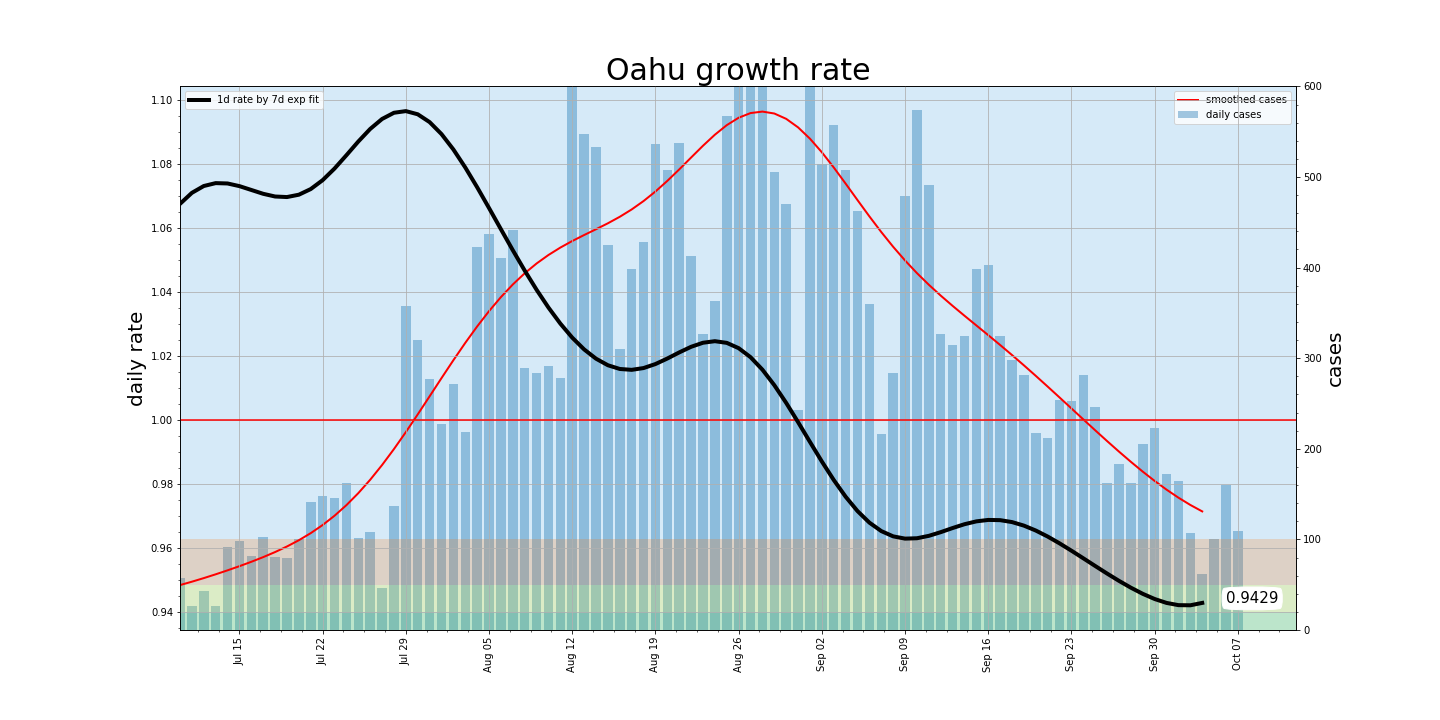 Oahu growth rate
1d rate by 7d exp fit
smoothed cases
daily cases
daily rate
1.10
1.08
1.06
1.04
1.02
1.00
0.98
0.96
0.94
600
500
400
300
200
100
0
cases
0.9429
Jul 15
Jul 22
Jul 29
Aug 05
Aug 12
Aug 19
Aug 26
Sep 02
Sep 09
Sep 16
Sep 23
Sep 30
Oct 07